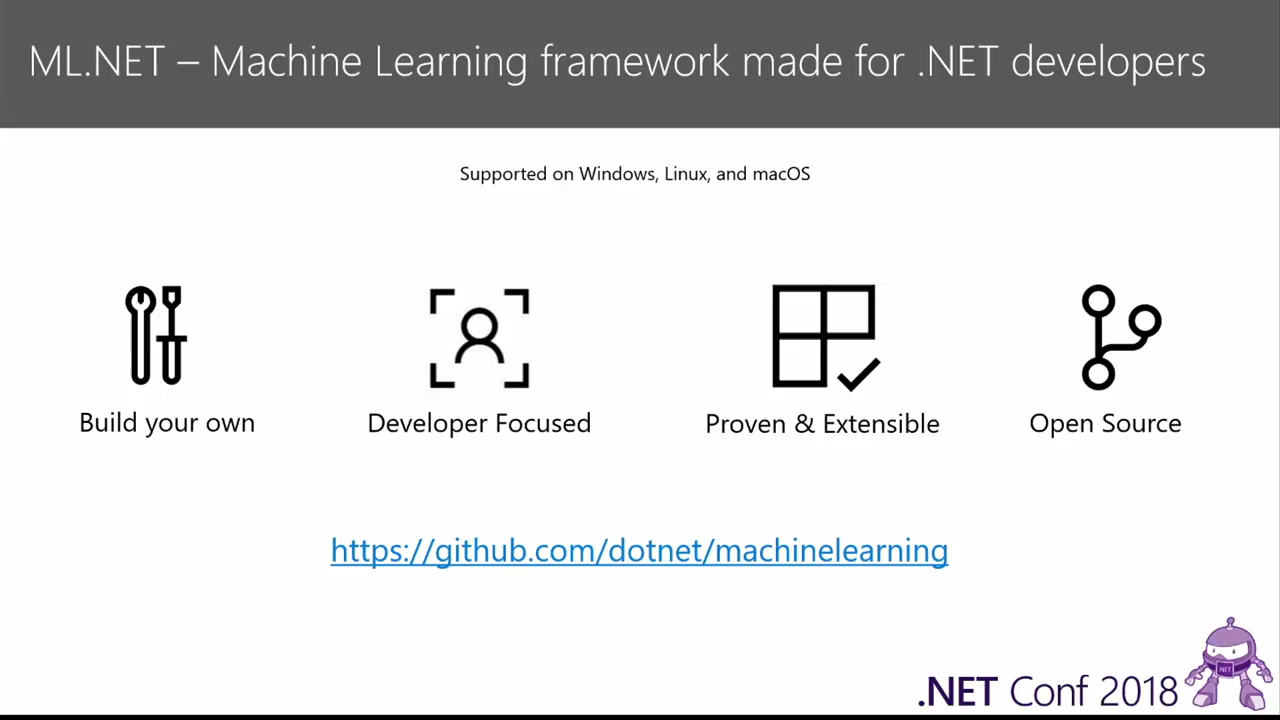 ML.NET – Machine Learning framework made for .NET developers
Supported on Windows, Linux, and macOS
Build your own
Developer Focused
Proven & Extensible
Open Source
https://github.com/dotnet/machinelearning
.NET
.NET Conf 2018